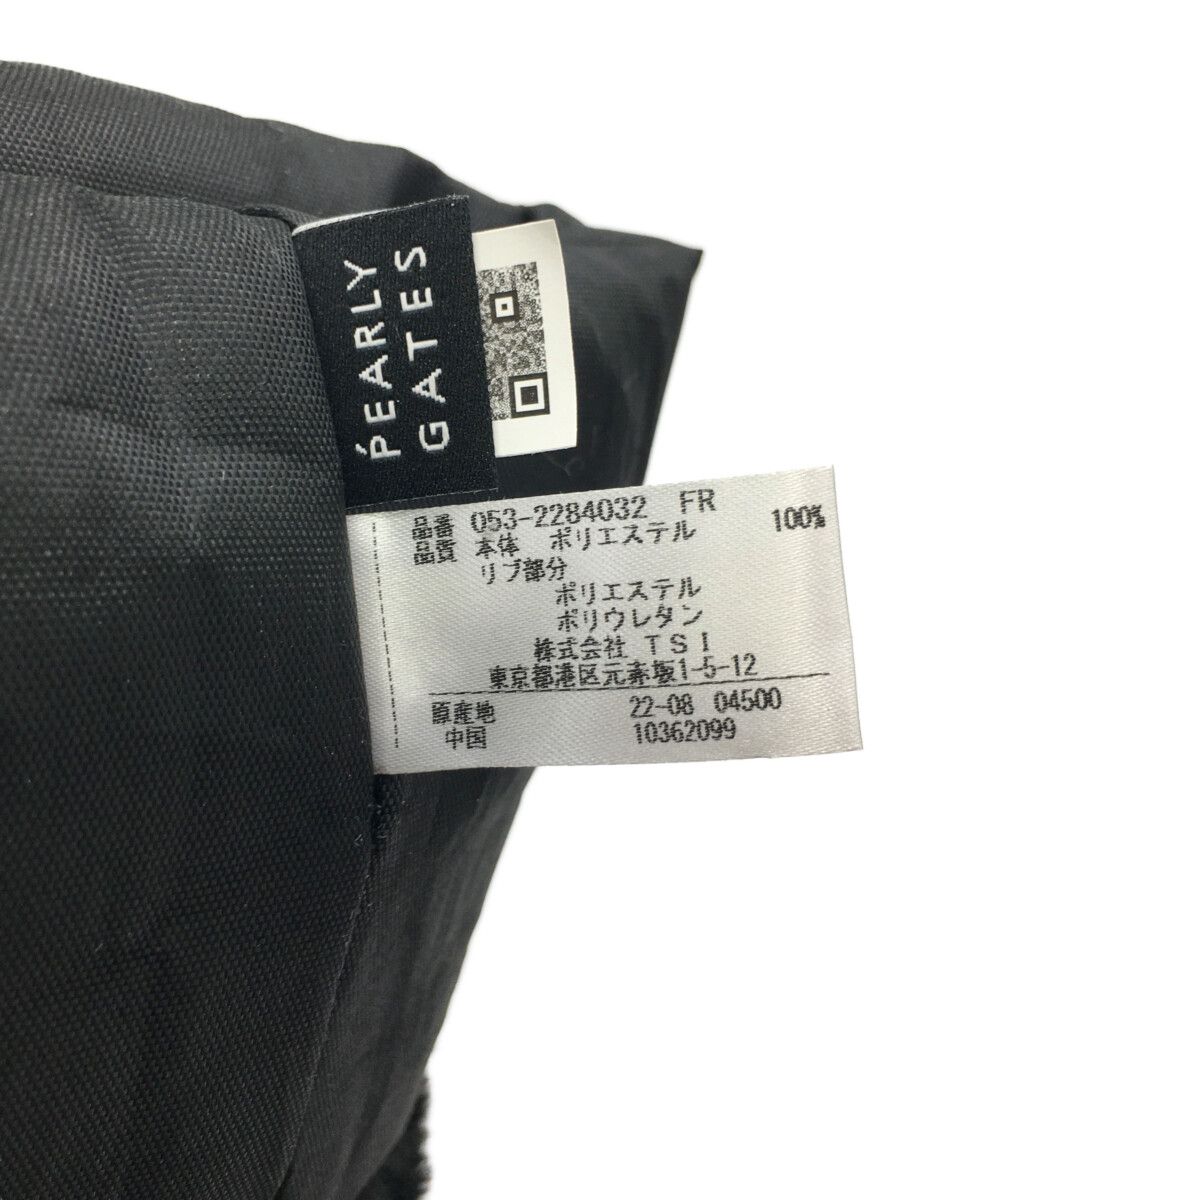 PEARLY
GATES
品番 053-2284032 FR
品質 本体 ポリエステル 100%
リブ部分
ポリエステル
ポリウレタン
株式会社 TSI
東京都港区元赤坂1-5-12
原産地 22-08 04500
中国 10362099